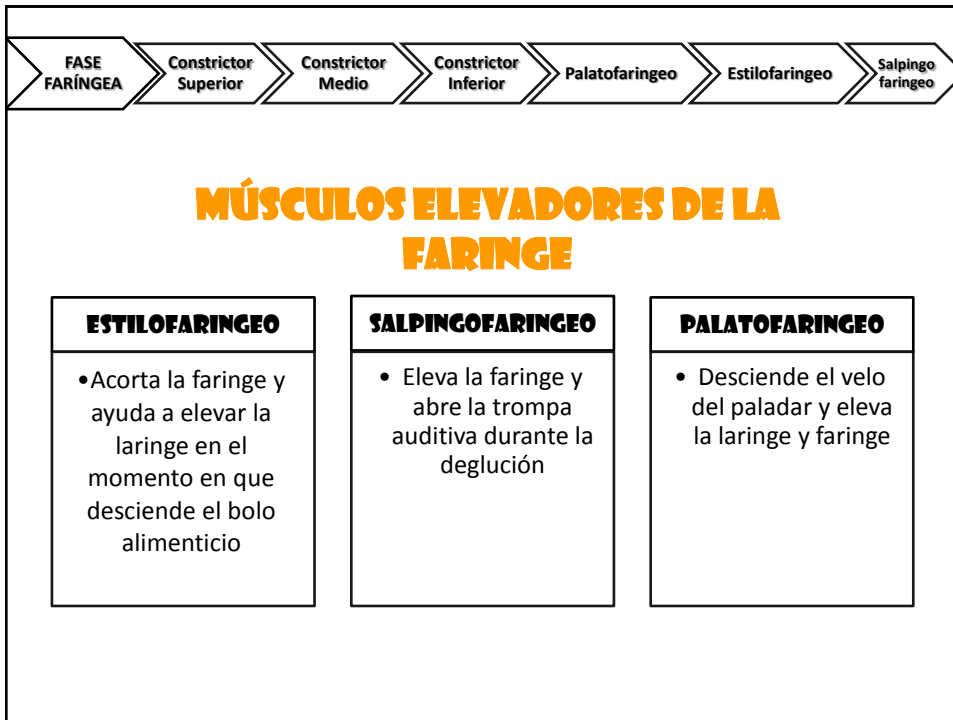 FASE
FARÍNGEA
Constrictor
Superior
Constrictor
Medio
Constrictor
Inferior
Palatofaringeo
Estilofaringeo
Salpingo
faringeo
MÚSCULOS ELEVADORES DE LA
FARINGE
ESTILOFARINGEO
•Acorta la faringe y
ayuda a elevar la
laringe en el
momento en que
desciende el bolo
alimenticio
SALPINGOFARINGEO
• Eleva la faringe y
abre la trompa
auditiva durante la
deglución
PALATOFARINGEO
• Desciende el velo
del paladar y eleva
la laringe y faringe